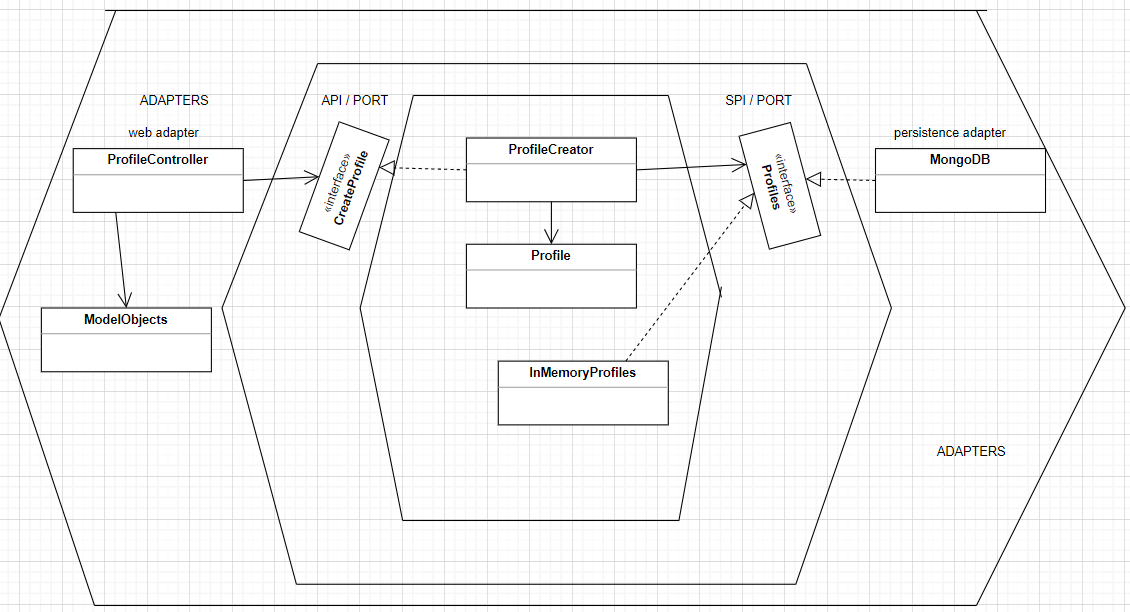 ADAPTERS
API / PORT
SPI / PORT
web adapter
persistence adapter
ProfileController
«interface»
CreateProfile
ProfileCreator
«interface»
Profiles
MongoDB
Profile
ModelObjects
InMemoryProfiles
ADAPTERS